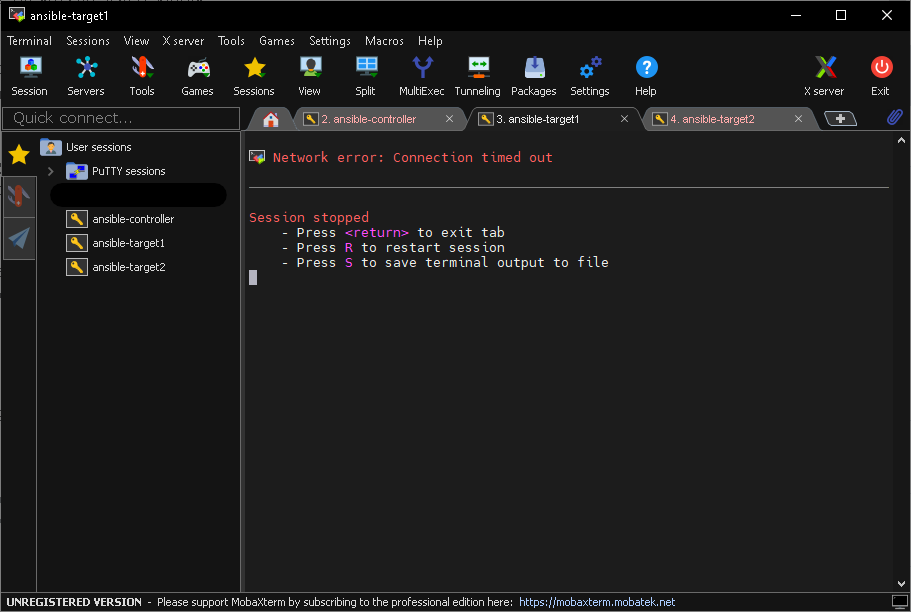 ansible-target1
Terminal Sessions View X server Tools Games Settings Macros Help
Session Servers Tools Games Sessions View Split MultiExec Tunneling Packages Settings Help X server Exit
Quick connect...
2. ansible-controller
3. ansible-target1
4. ansible-target2
User sessions
PuTTY sessions
ansible-controller
ansible-target1
ansible-target2
Network error: Connection timed out
Session stopped
- Press <return> to exit tab
- Press R to restart session
- Press S to save terminal output to file
UNREGISTERED VERSION - Please support MobaXterm by subscribing to the professional edition here: https://mobaxterm.mobatek.net